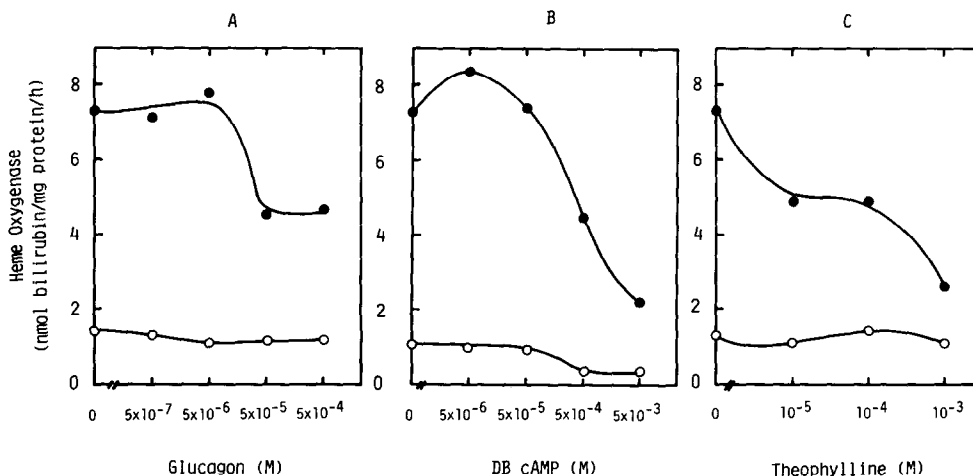 A B C
Heme Oxygenase
(nmol bilirubin/mg protein/h)
8 8 8
6 6 6
4 4 4
2 2 2
0 0 0
0 5x10-7 5x10-6 5x10-5 5x10-4
0 5x10-6 5x10-5 5x10-4 5x10-3
0 10-5 10-4 10-3
Glucagon (M) DB cAMP (M) Theophylline (M)